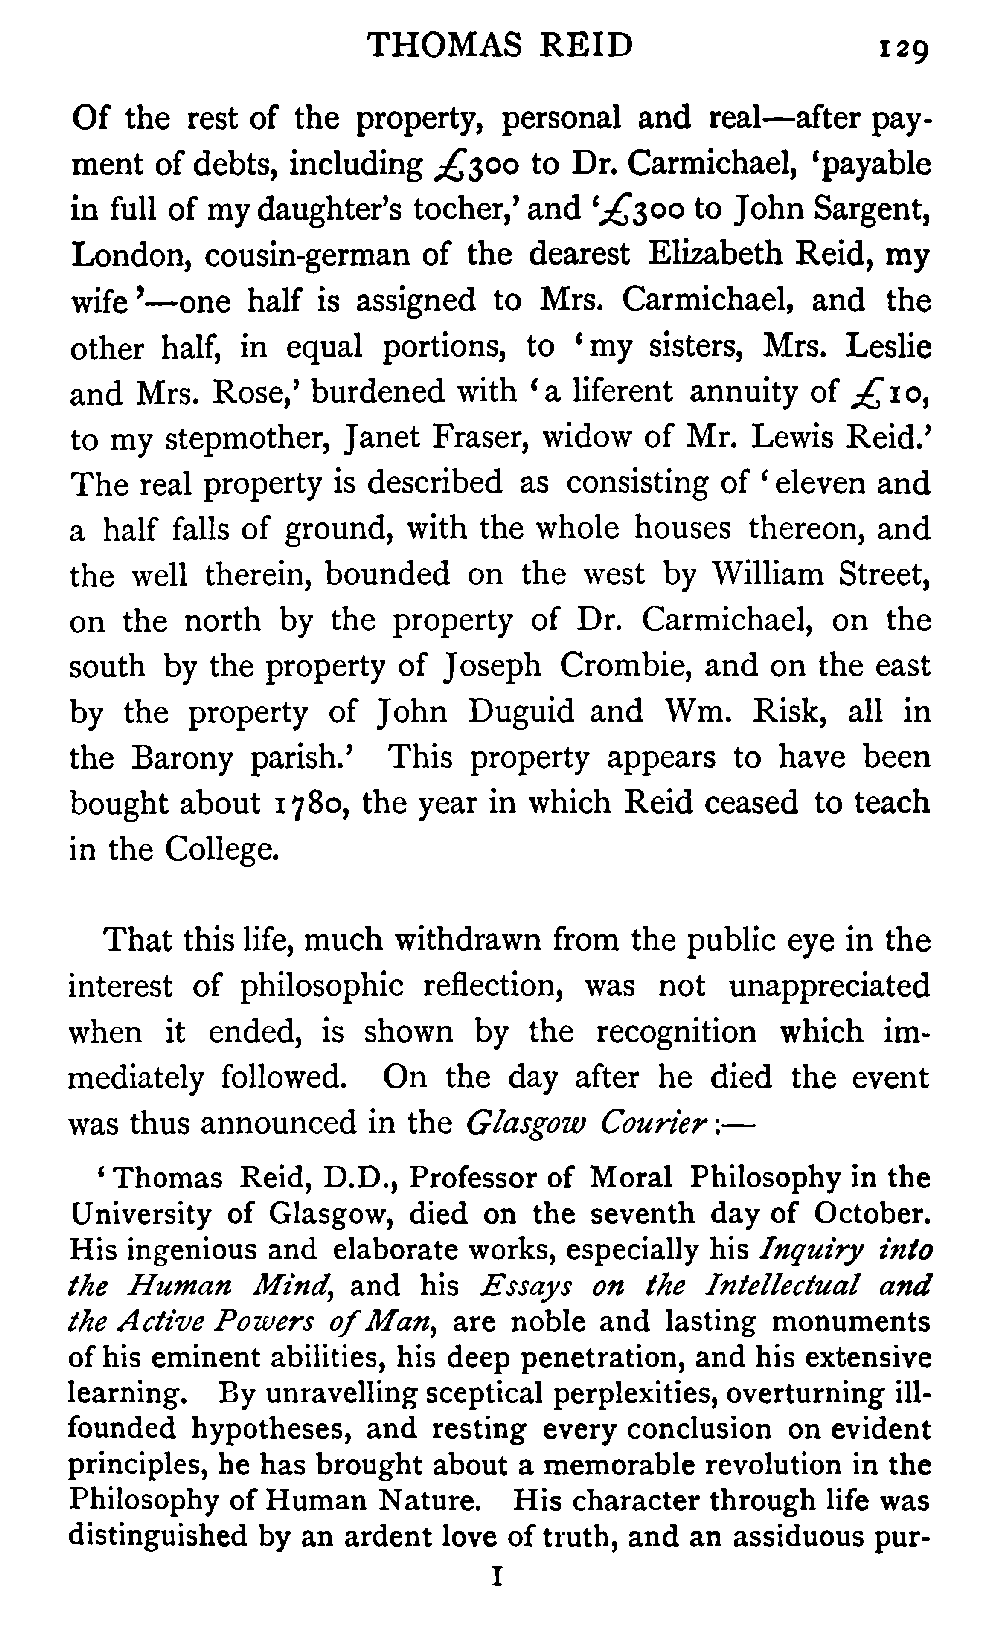 THOMAS REID 129
Of the rest of the property, personal and real—after pay-
ment of debts, including £300 to Dr. Carmichael, ‘payable
in full of my daughter’s tocher,’ and ‘£300 to John Sargent,
London, cousin-german of the dearest Elizabeth Reid, my
wife’—one half is assigned to Mrs. Carmichael, and the
other half, in equal portions, to ‘my sisters, Mrs. Leslie
and Mrs. Rose,’ burdened with ‘a liferent annuity of £10,
to my stepmother, Janet Fraser, widow of Mr. Lewis Reid.’
The real property is described as consisting of ‘eleven and
a half falls of ground, with the whole houses thereon, and
the well therein, bounded on the west by William Street,
on the north by the property of Dr. Carmichael, on the
south by the property of Joseph Crombie, and on the east
by the property of John Duguid and Wm. Risk, all in
the Barony parish.’ This property appears to have been
bought about 1780, the year in which Reid ceased to teach
in the College.
That this life, much withdrawn from the public eye in the
interest of philosophic reflection, was not unappreciated
when it ended, is shown by the recognition which im-
mediately followed. On the day after he died the event
was thus announced in the Glasgow Courier:—
‘Thomas Reid, D.D., Professor of Moral Philosophy in the
University of Glasgow, died on the seventh day of October.
His ingenious and elaborate works, especially his Inquiry into
the Human Mind, and his Essays on the Intellectual and
the Active Powers of Man, are noble and lasting monuments
of his eminent abilities, his deep penetration, and his extensive
learning. By unravelling sceptical perplexities, overturning ill-
founded hypotheses, and resting every conclusion on evident
principles, he has brought about a memorable revolution in the
Philosophy of Human Nature. His character through life was
distinguished by an ardent love of truth, and an assiduous pur-
I